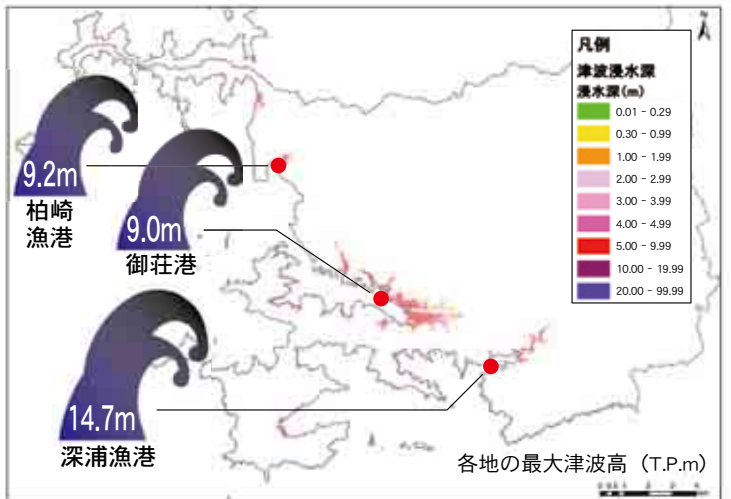 N
凡例
津波浸水深
浸水深(m)
0.01 - 0.29
0.30 - 0.99
1.00 - 1.99
2.00 - 2.99
3.00 - 3.99
4.00 - 4.99
5.00 - 9.99
10.00 - 19.99
20.00 - 99.99
9.2m
柏崎
漁港
9.0m
御荘港
14.7m
深浦漁港
各地の最大津波高（T.P.m）